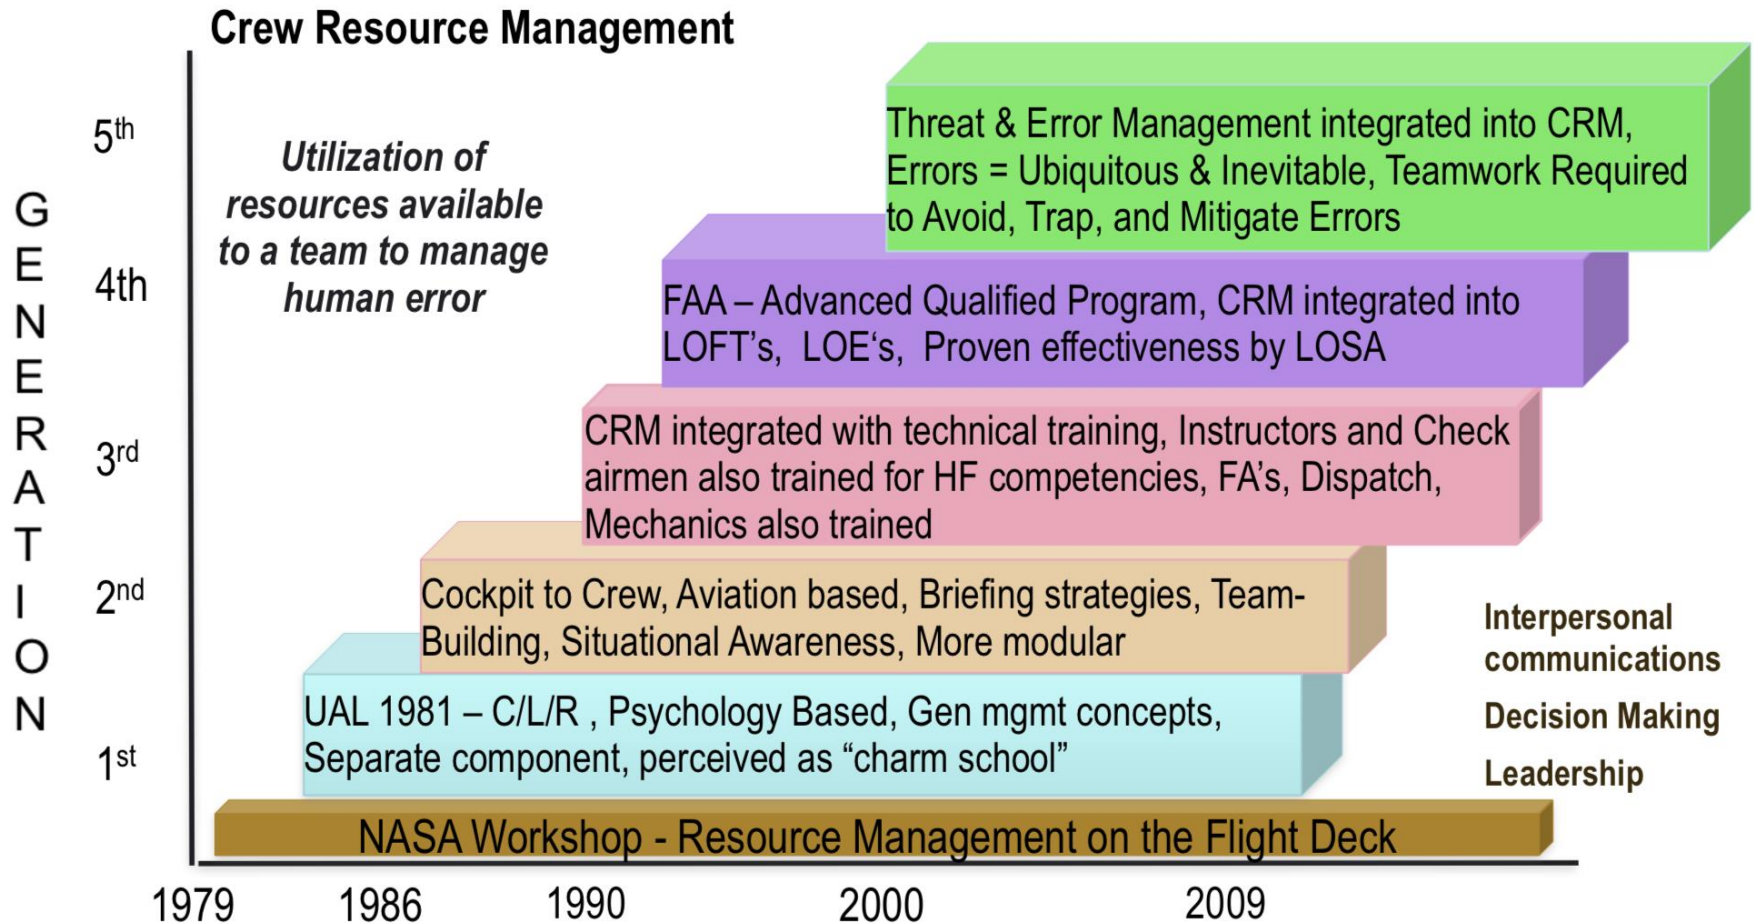 Crew Resource Management
GENERATION
5th
4th
3rd
2nd
1st
Utilization of
resources available
to a team to manage
human error
Threat & Error Management integrated into CRM,
Errors = Ubiquitous & Inevitable, Teamwork Required
to Avoid, Trap, and Mitigate Errors
FAA – Advanced Qualified Program, CRM integrated into
LOFT’s, LOE‘s, Proven effectiveness by LOSA
CRM integrated with technical training, Instructors and Check
airmen also trained for HF competencies, FA’s, Dispatch,
Mechanics also trained
Cockpit to Crew, Aviation based, Briefing strategies, Team-
Building, Situational Awareness, More modular
UAL 1981 – C/L/R , Psychology Based, Gen mgmt concepts,
Separate component, perceived as “charm school”
Interpersonal
communications
Decision Making
Leadership
NASA Workshop - Resource Management on the Flight Deck
1979 1986 1990 2000 2009